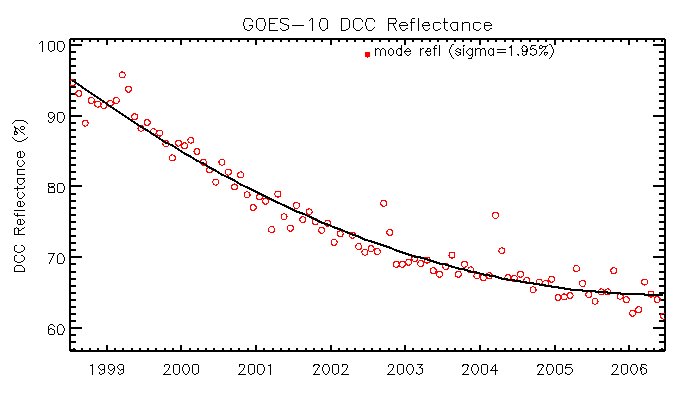 GOES-10 DCC Reflectance
mode refl (sigma=1.95%)
DCC Reflectance (%)
100
90
80
70
60
1999 2000 2001 2002 2003 2004 2005 2006